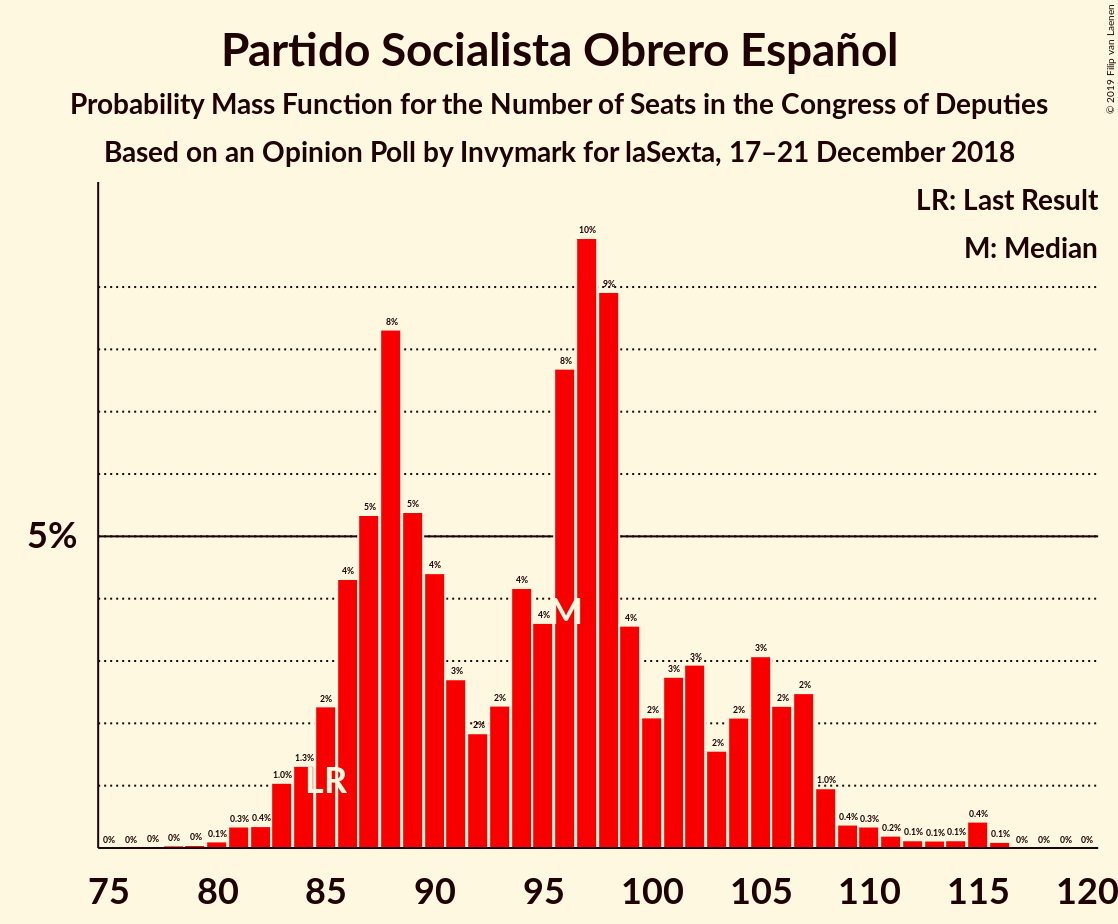 Partido Socialista Obrero Español
Probability Mass Function for the Number of Seats in the Congress of Deputies
Based on an Opinion Poll by Invymark for laSexta, 17–21 December 2018
© 2019 Filip van Laenen
LR: Last Result
M: Median
5%
0% 0% 0% 0% 0% 0.1% 0.3% 0.4% 1.0% 1.3% 2% 4% 5% 8% 5% 4% 3% 2% 2% 4% 4% 8% 10% 9% 4% 2% 3% 3% 2% 2% 3% 2% 2% 1.0% 0.4% 0.3% 0.2% 0.1% 0.1% 0.1% 0.4% 0.1% 0% 0% 0% 0%
LR
M
75 80 85 90 95 100 105 110 115 120